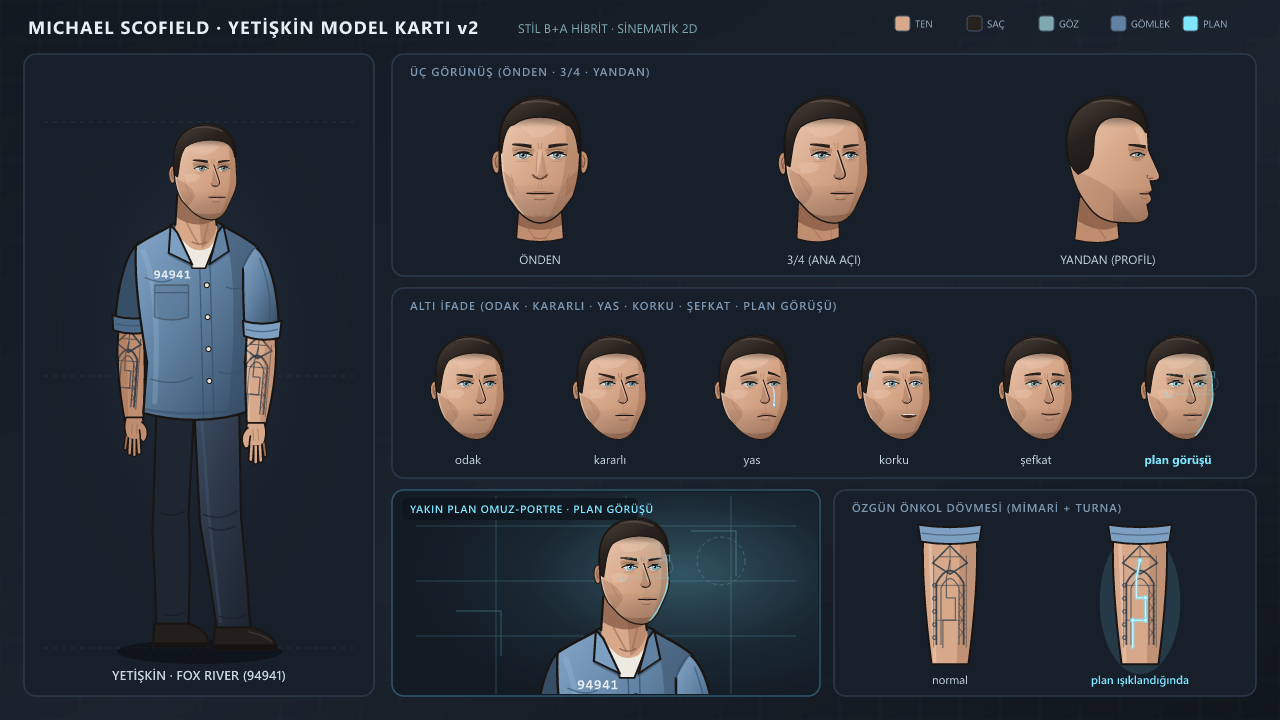 MICHAEL SCOFIELD · YETİŞKİN MODEL KARTI v2
STİL B+A HİBRİT · SİNEMATİK 2D
TEN
SAÇ
GÖZ
GÖMLEK
PLAN
94941
YETİŞKİN · FOX RIVER (94941)
ÜÇ GÖRÜNÜŞ (ÖNDEN · 3/4 · YANDAN)
ÖNDEN
3/4 (ANA AÇI)
YANDAN (PROFİL)
ALTI İFADE (ODAK · KARARLI · YAS · KORKU · ŞEFKAT · PLAN GÖRÜŞÜ)
odak
kararlı
yas
korku
şefkat
plan görüşü
YAKIN PLAN OMUZ-PORTRE · PLAN GÖRÜŞÜ
94941
ÖZGÜN ÖNKOL DÖVMESİ (MİMARİ + TURNA)
normal
plan ışıklandığında